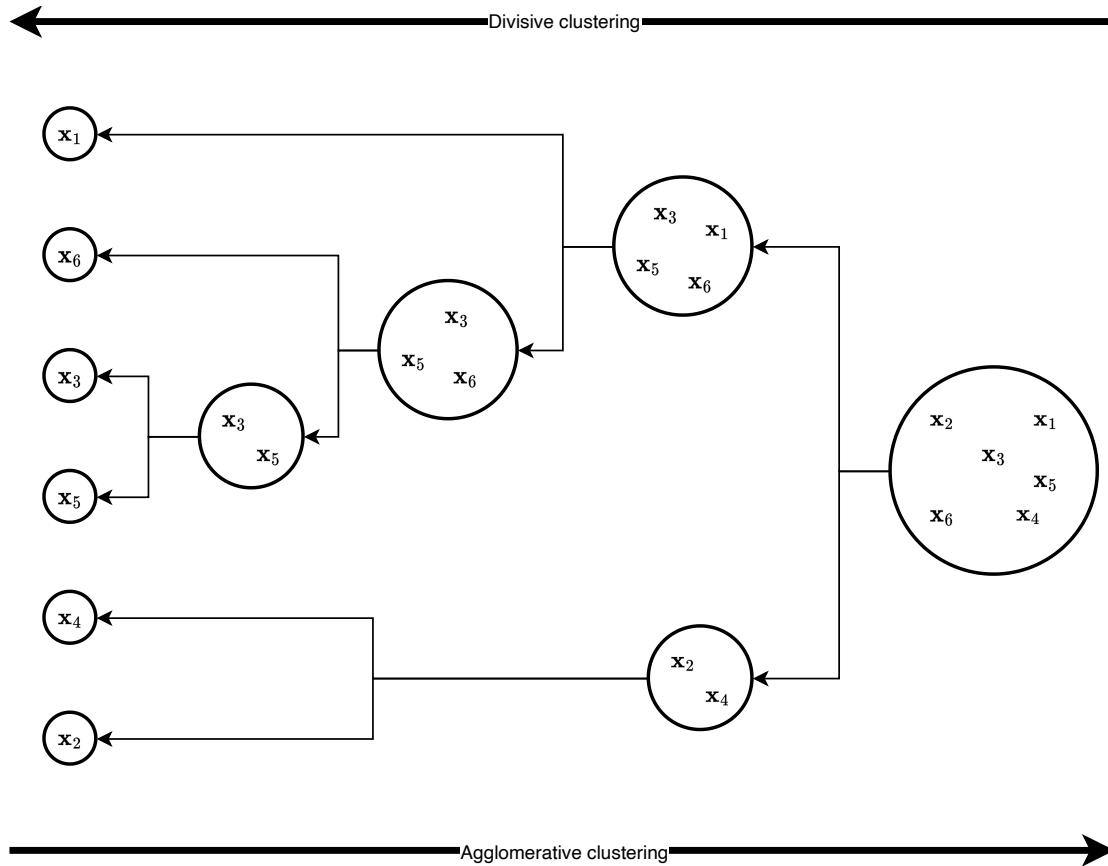 Divisive clustering
x₁
x₆
x₃
x₅
x₄
x₂
x₃
x₅
x₃
x₅
x₆
x₃
x₁
x₅
x₆
x₂
x₄
x₂
x₁
x₃
x₅
x₆
x₄
Agglomerative clustering